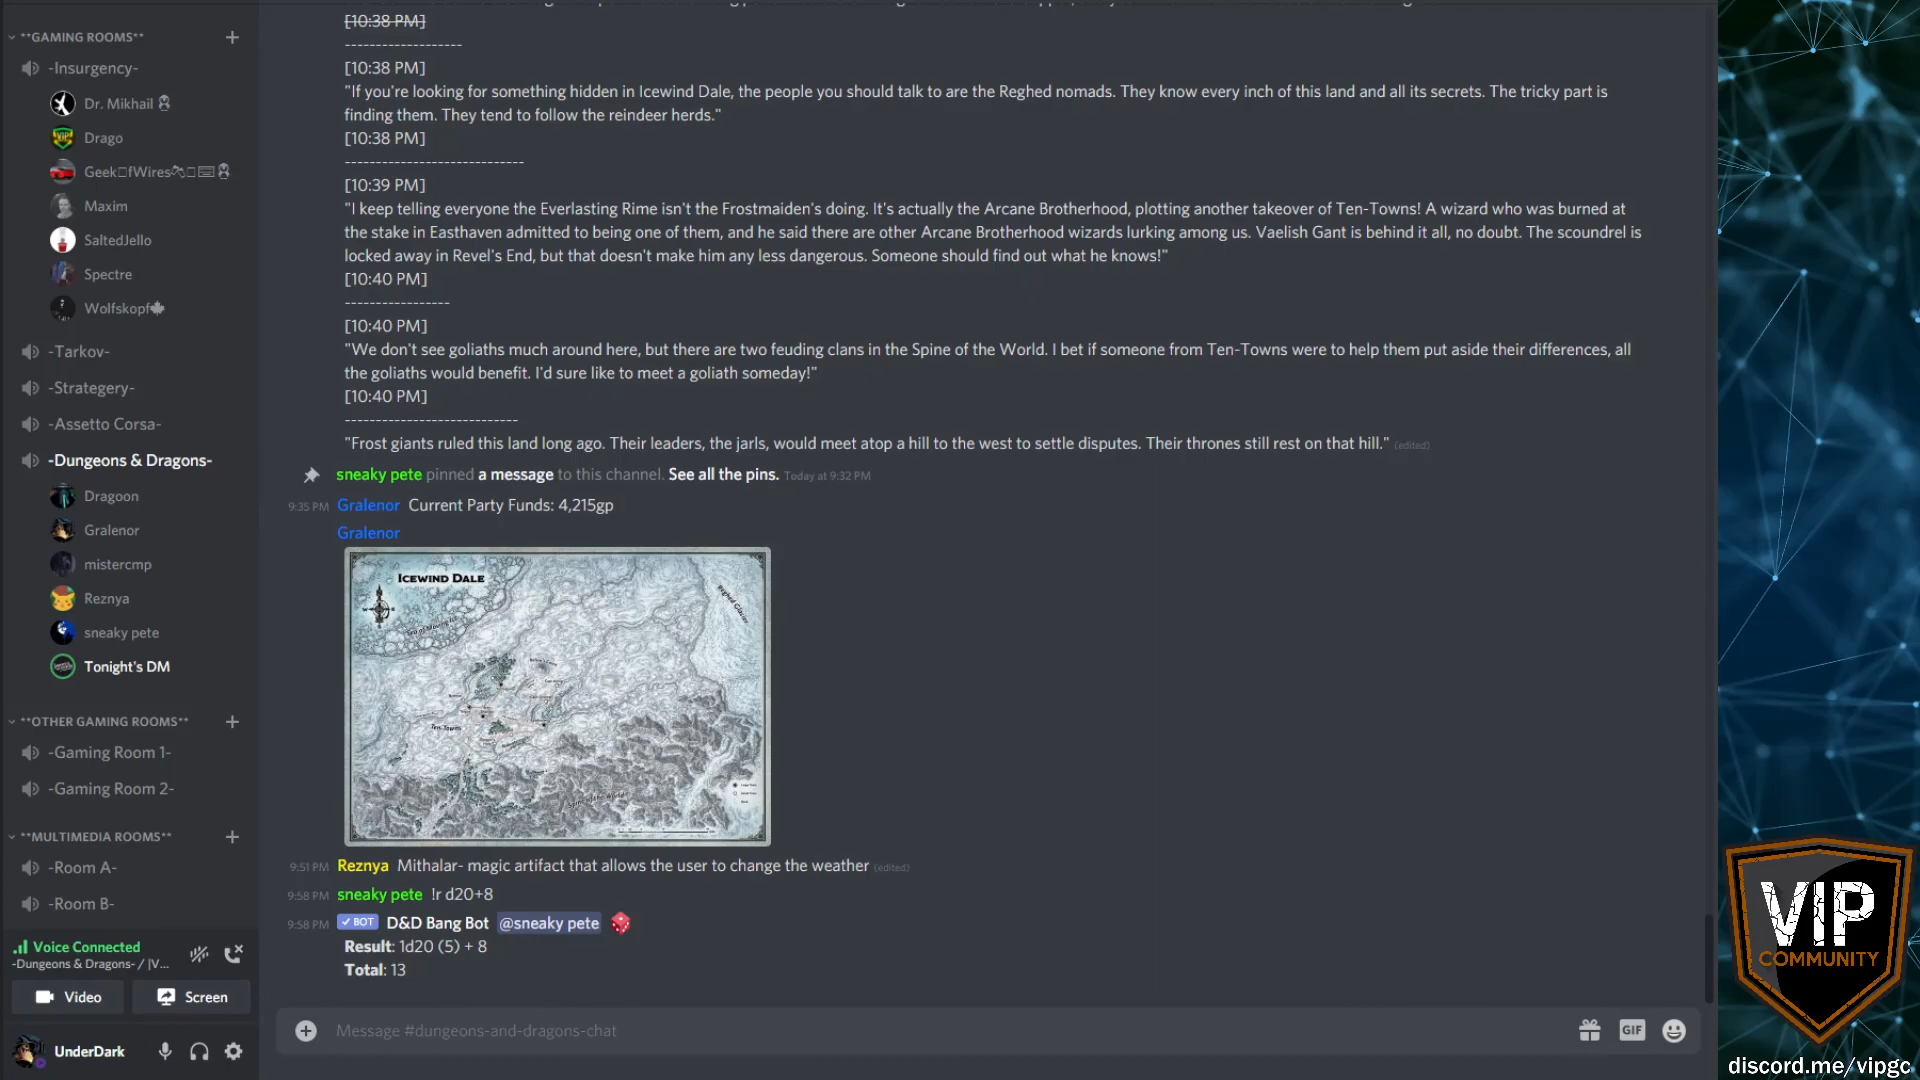 **GAMING ROOMS**
-Insurgency-
Dr. Mikhail
Drago
Maxim
SaltedJello
Spectre
Wolfskopf
-Tarkov-
-Strategery-
-Assetto Corsa-
-Dungeons & Dragons-
Dragoon
Gralenor
mistercmp
Reznya
sneaky pete
Tonight's DM
**OTHER GAMING ROOMS**
-Gaming Room 1-
-Gaming Room 2-
**MULTIMEDIA ROOMS**
-Room A-
-Room B-
Voice Connected
-Dungeons & Dragons- / |V...
Video Screen
UnderDark
[10:38 PM]
-------------------
[10:38 PM]
"If you're looking for something hidden in Icewind Dale, the people you should talk to are the Reghed nomads. They know every inch of this land and all its secrets. The tricky part is
finding them. They tend to follow the reindeer herds."
[10:38 PM]
-----------------------------
[10:39 PM]
"I keep telling everyone the Everlasting Rime isn't the Frostmaiden's doing. It's actually the Arcane Brotherhood, plotting another takeover of Ten-Towns! A wizard who was burned at
the stake in Easthaven admitted to being one of them, and he said there are other Arcane Brotherhood wizards lurking among us. Vaelish Gant is behind it all, no doubt. The scoundrel is
locked away in Revel's End, but that doesn't make him any less dangerous. Someone should find out what he knows!"
[10:40 PM]
-----------------
[10:40 PM]
"We don't see goliaths much around here, but there are two feuding clans in the Spine of the World. I bet if someone from Ten-Towns were to help them put aside their differences, all
the goliaths would benefit. I'd sure like to meet a goliath someday!"
[10:40 PM]
----------------------------
"Frost giants ruled this land long ago. Their leaders, the jarls, would meet atop a hill to the west to settle disputes. Their thrones still rest on that hill." (edited)
sneaky pete pinned a message to this channel. See all the pins. Today at 9:32 PM
9:35 PM Gralenor Current Party Funds: 4,215gp
Gralenor
ICEWIND DALE
Sea of Moving Ice
Reghed Glacier
Ten-Towns
Spine of the World
9:51 PM Reznya Mithalar- magic artifact that allows the user to change the weather (edited)
9:58 PM sneaky pete !r d20+8
9:58 PM BOT D&D Bang Bot @sneaky pete
Result: 1d20 (5) + 8
Total: 13
Message #dungeons-and-dragons-chat
GIF
VIP
COMMUNITY
discord.me/vipgc